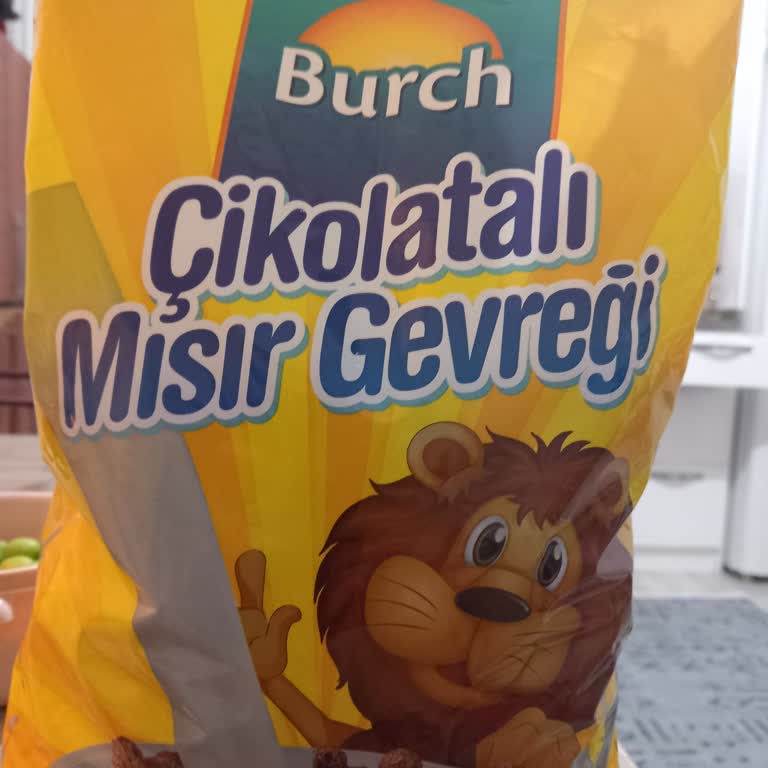 Burch
Çikolatalı
Mısır Gevreği